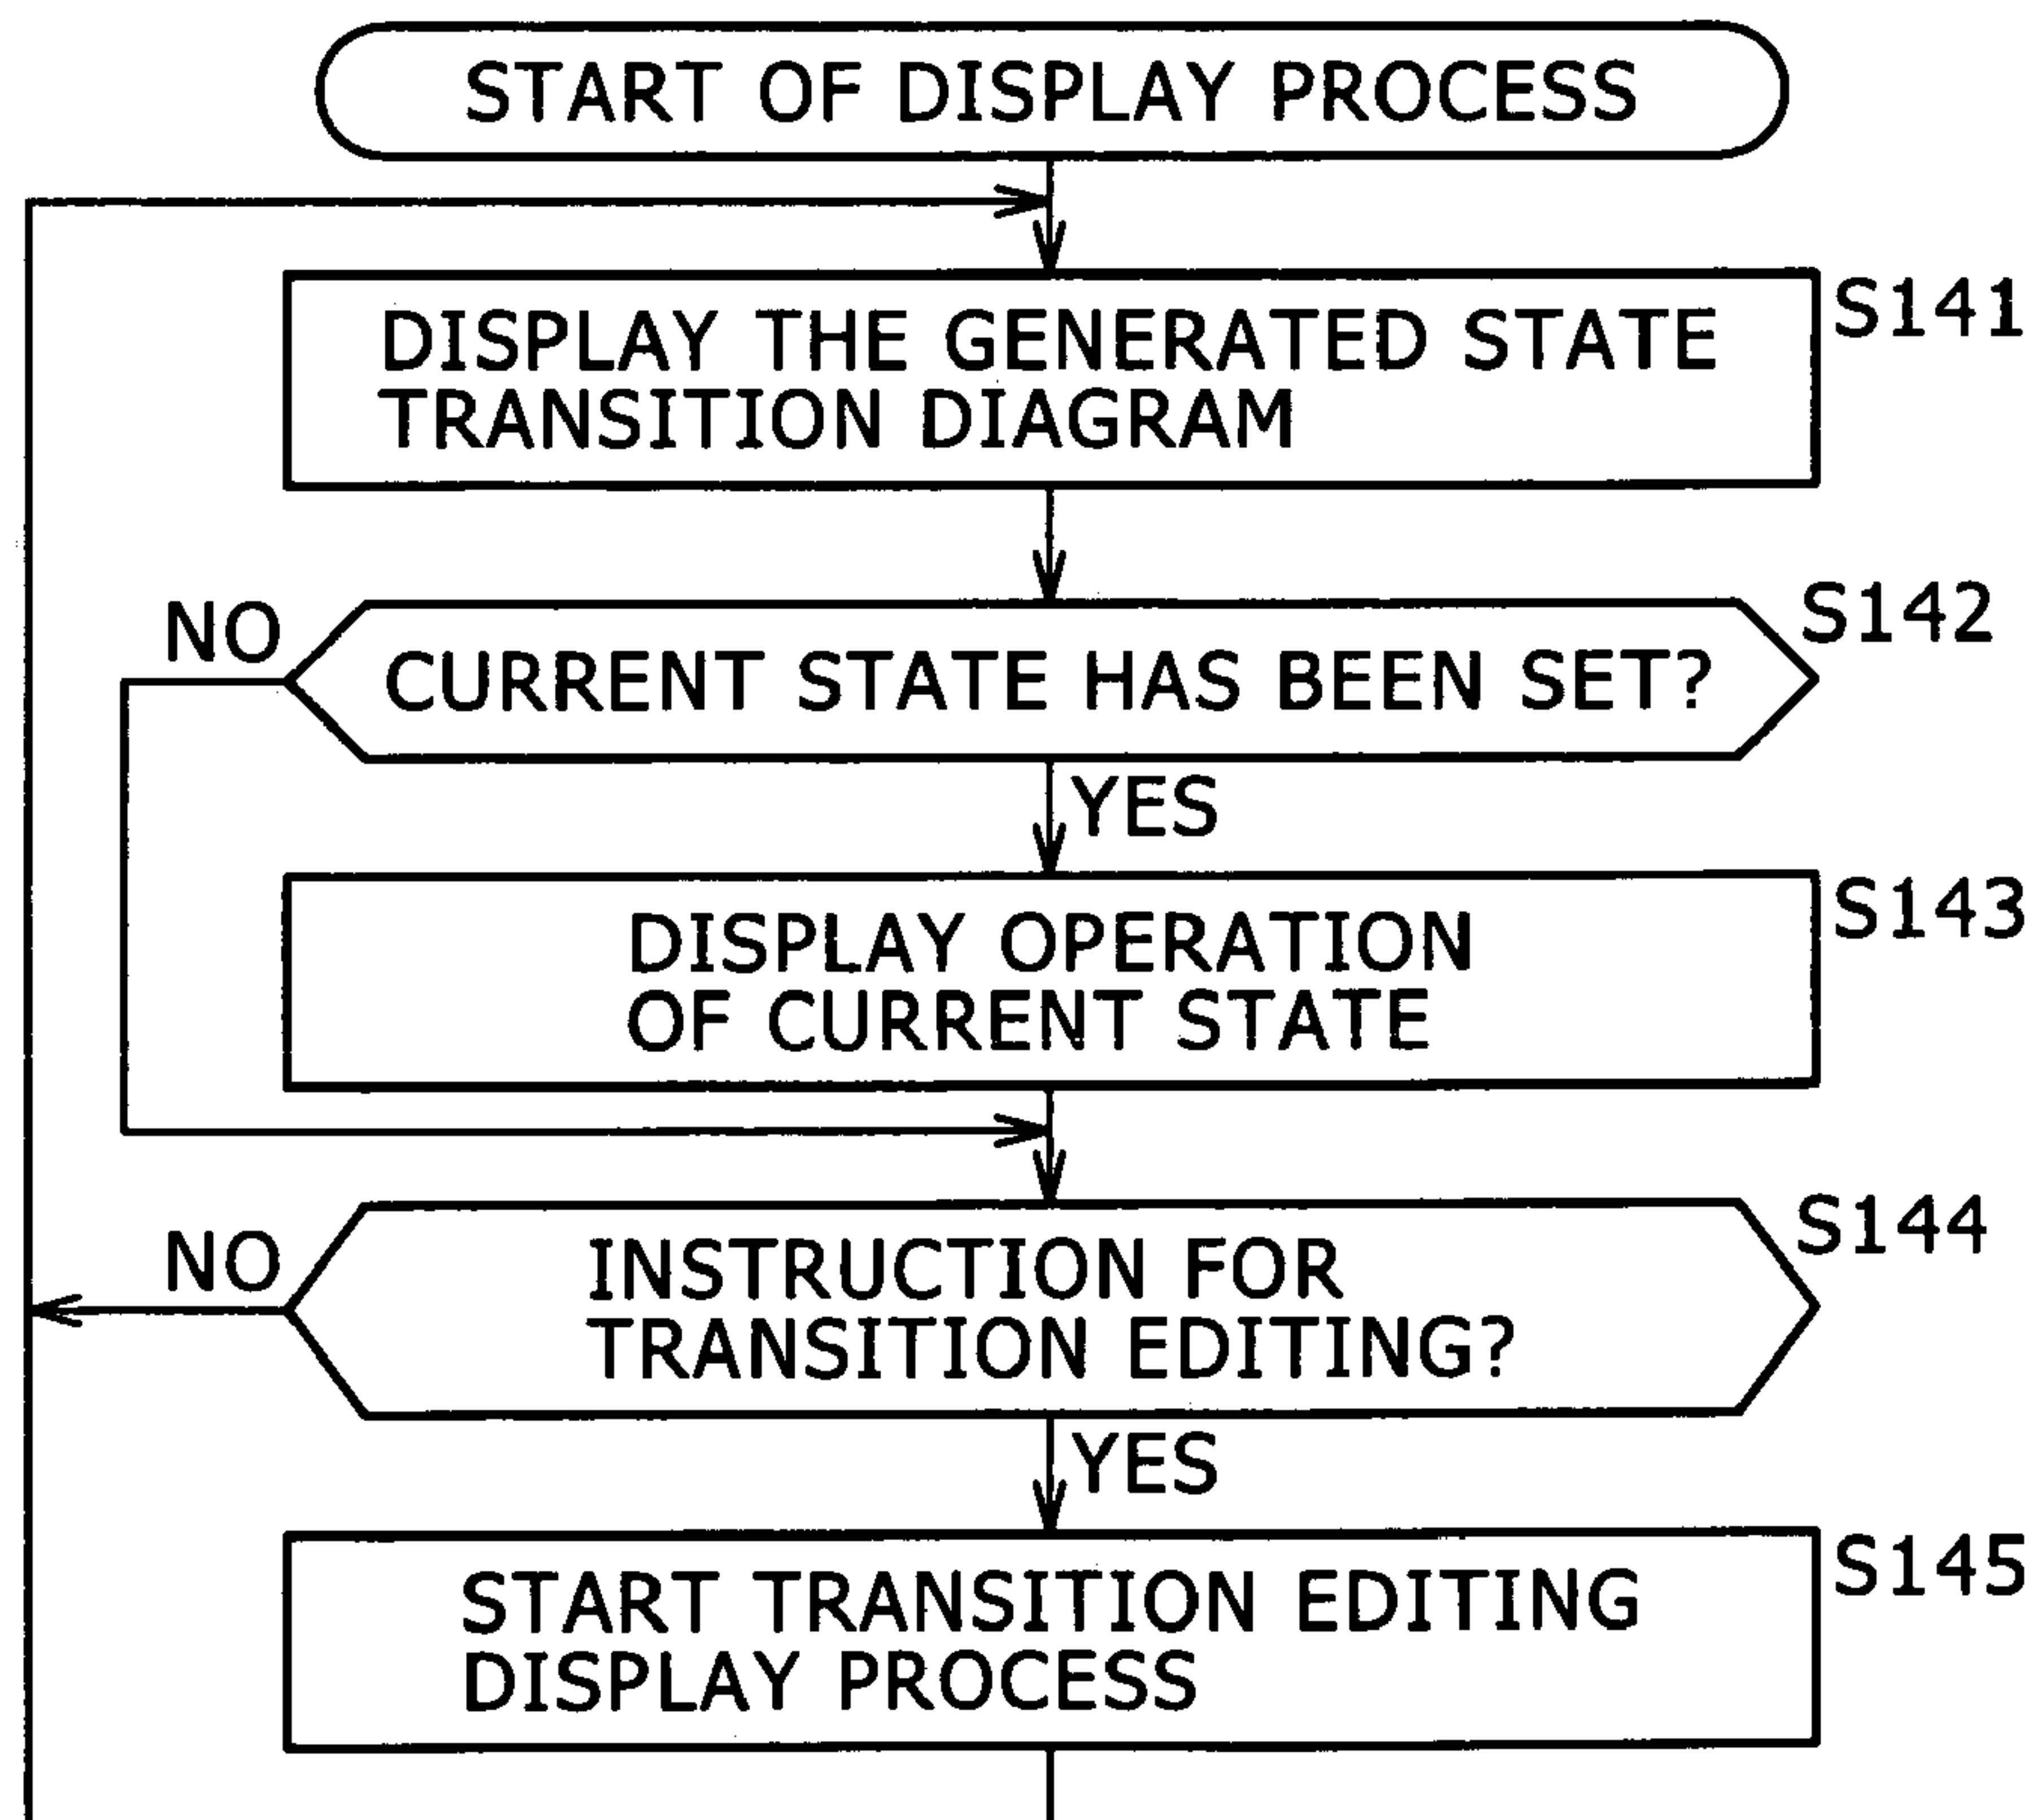 START OF DISPLAY PROCESS
DISPLAY THE GENERATED STATE
TRANSITION DIAGRAM
S141
NO
CURRENT STATE HAS BEEN SET?
S142
YES
DISPLAY OPERATION
OF CURRENT STATE
S143
NO
INSTRUCTION FOR
TRANSITION EDITING?
S144
YES
START TRANSITION EDITING
DISPLAY PROCESS
S145